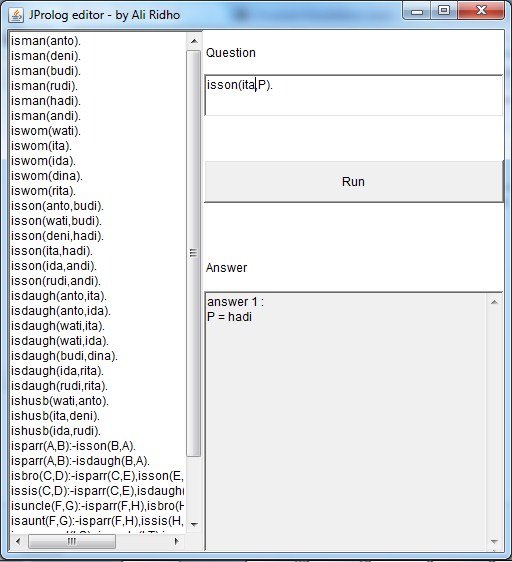 JProlog editor - by Ali Ridho
isman(anto).
isman(deni).
isman(budi).
isman(rudi).
isman(hadi).
isman(andi).
iswom(wati).
iswom(ita).
iswom(ida).
iswom(dina).
iswom(rita).
isson(anto,budi).
isson(wati,budi).
isson(deni,hadi).
isson(ita,hadi).
isson(ida,andi).
isson(rudi,andi).
isdaugh(anto,ita).
isdaugh(anto,ida).
isdaugh(wati,ita).
isdaugh(wati,ida).
isdaugh(budi,dina).
isdaugh(ida,rita).
isdaugh(rudi,rita).
ishusb(wati,anto).
ishusb(ita,deni).
ishusb(ida,rudi).
isparr(A,B):-isson(B,A).
isparr(A,B):-isdaugh(B,A).
isbro(C,D):-isparr(C,E),isson(E,
issis(C,D):-isparr(C,E),isdaugh(
isuncle(F,G):-isparr(F,H),isbro(H
isaunt(F,G):-isparr(F,H),issis(H,
Question
isson(ita,P).
Run
Answer
answer 1 :
P = hadi